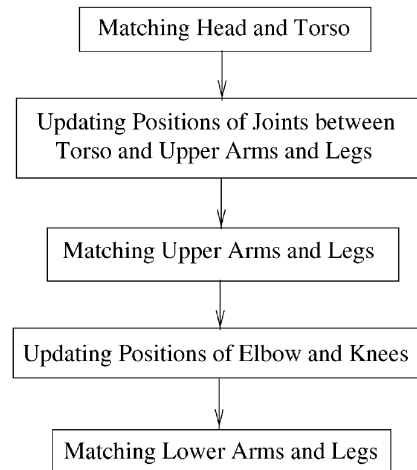 Matching Head and Torso
Updating Positions of Joints between
Torso and Upper Arms and Legs
Matching Upper Arms and Legs
Updating Positions of Elbow and Knees
Matching Lower Arms and Legs